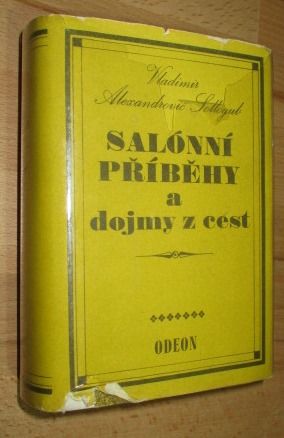 Vladimír
Alexandrovič Sollogub
SALÓNNÍ
PŘÍBĚHY
a
dojmy z cest
ODEON